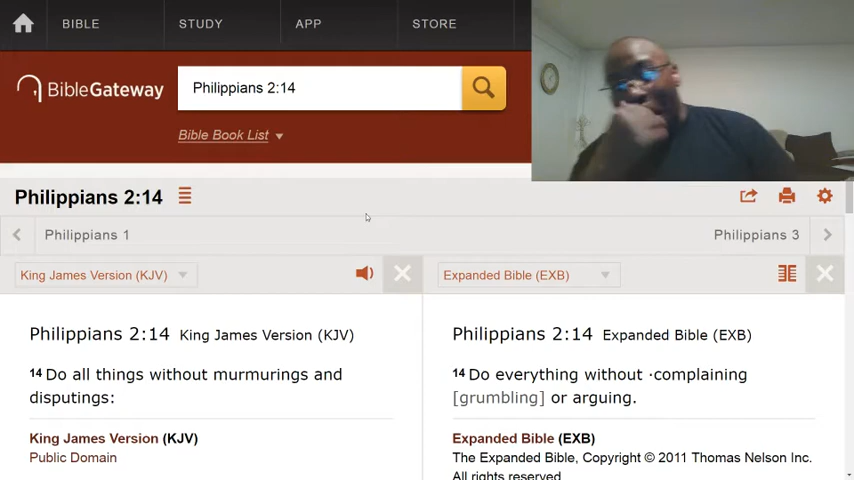 BIBLE STUDY APP STORE
BibleGateway
Philippians 2:14
Bible Book List
Philippians 2:14
Philippians 1 Philippians 3
King James Version (KJV)
Expanded Bible (EXB)
Philippians 2:14 King James Version (KJV)
14 Do all things without murmurings and
disputings:
King James Version (KJV)
Public Domain
Philippians 2:14 Expanded Bible (EXB)
14 Do everything without ·complaining
[grumbling] or arguing.
Expanded Bible (EXB)
The Expanded Bible, Copyright © 2011 Thomas Nelson Inc.
All rights reserved